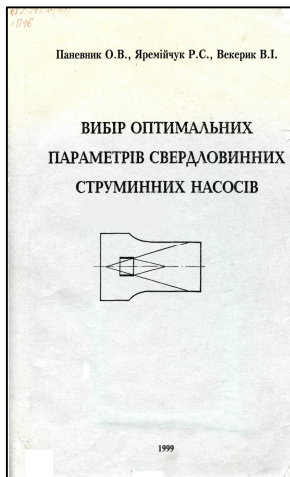 Паневник О.В., Яремійчук Р.С., Векерик В.І.
ВИБІР ОПТИМАЛЬНИХ
ПАРАМЕТРІВ СВЕРДЛОВИННИХ
СТРУМИННИХ НАСОСІВ
1999